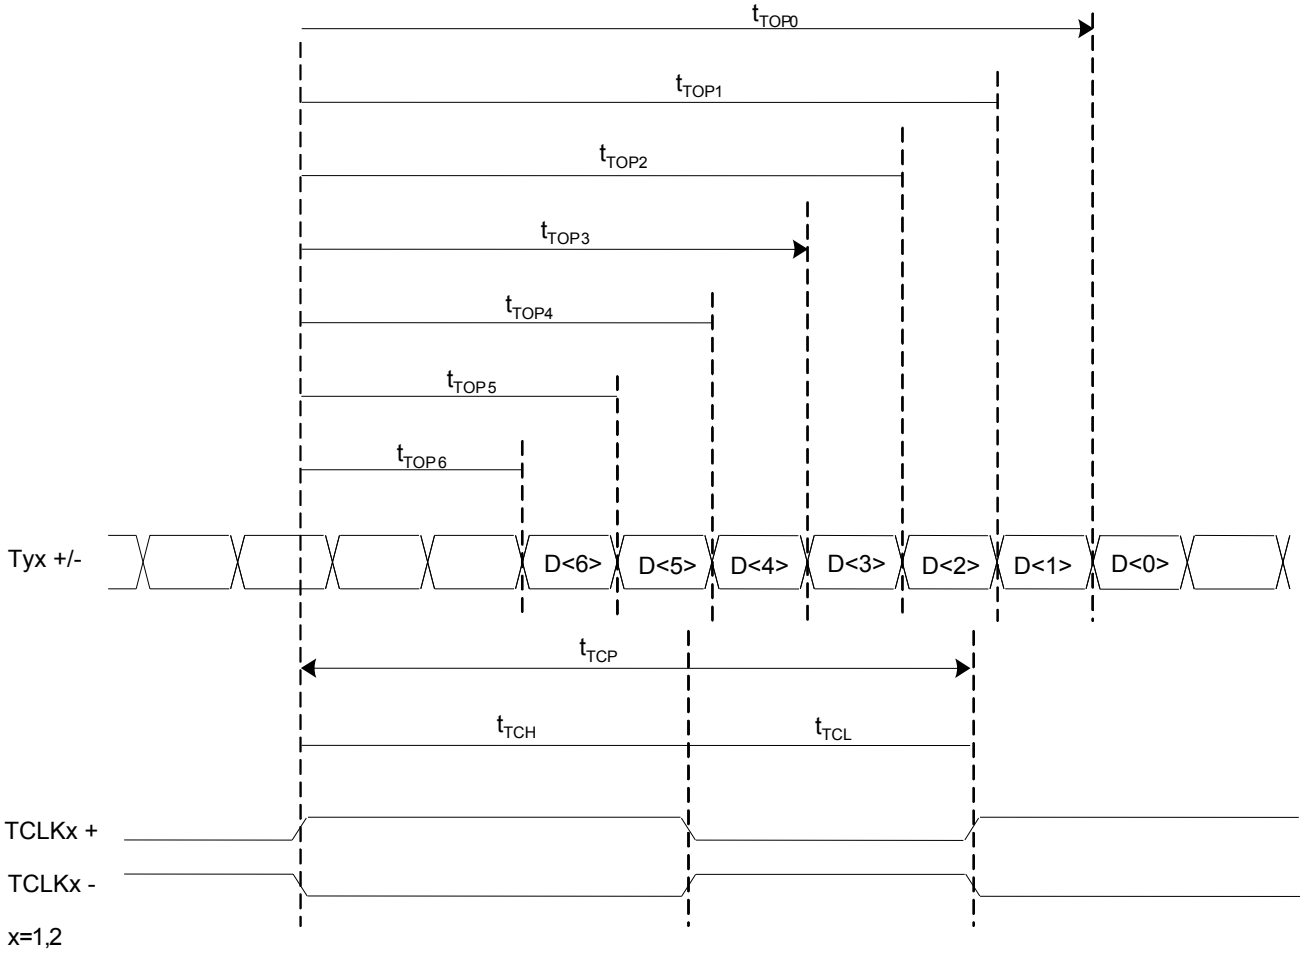 tTOP0
tTOP1
tTOP2
tTOP3
tTOP4
tTOP5
tTOP6
Tyx +/-
D<6> D<5> D<4> D<3> D<2> D<1> D<0>
tTCP
tTCH tTCL
TCLKx +
TCLKx -
x=1,2